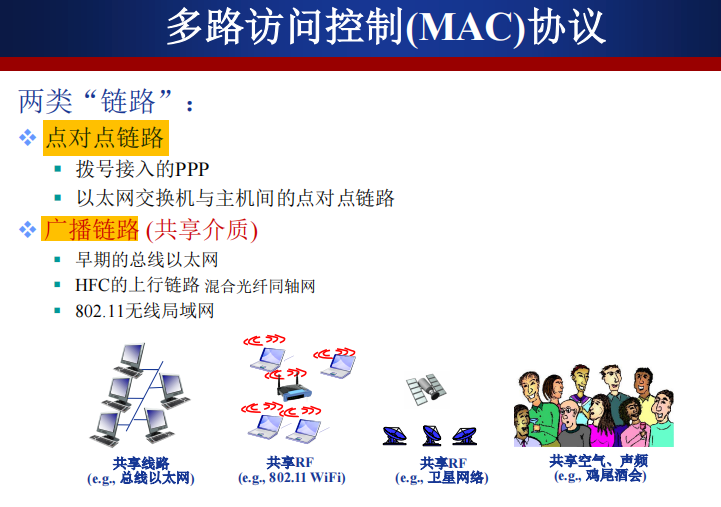 多路访问控制(MAC)协议
两类“链路”：
点对点链路
拨号接入的PPP
以太网交换机与主机间的点对点链路
广播链路 (共享介质)
早期的总线以太网
HFC的上行链路 混合光纤同轴网
802.11无线局域网
共享线路
(e.g., 总线以太网)
共享RF
(e.g., 802.11 WiFi)
共享RF
(e.g., 卫星网络)
共享空气、声频
(e.g., 鸡尾酒会)